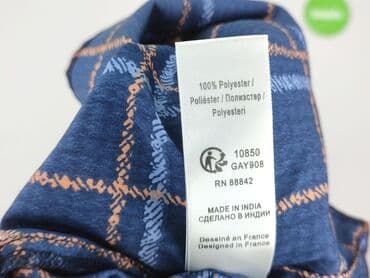 100% Polyester /
Poliéster / Полиэстер /
Polyesteri
10850
GAY908
RN 88842
MADE IN INDIA
СДЕЛАНО В ИНДИИ
Dessiné en France
Designed in France